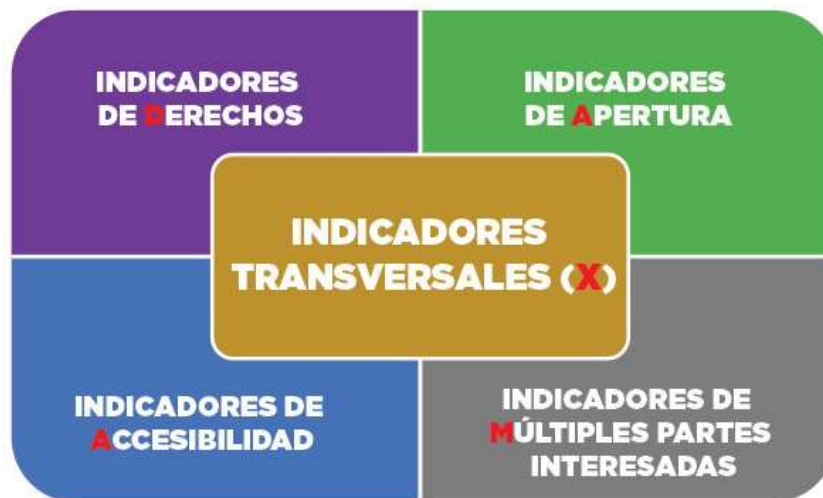 INDICADORES
DE DERECHOS
INDICADORES
DE APERTURA
INDICADORES
TRANSVERSALES (X)
INDICADORES DE
ACCESIBILIDAD
INDICADORES DE
MÚLTIPLES PARTES
INTERESADAS